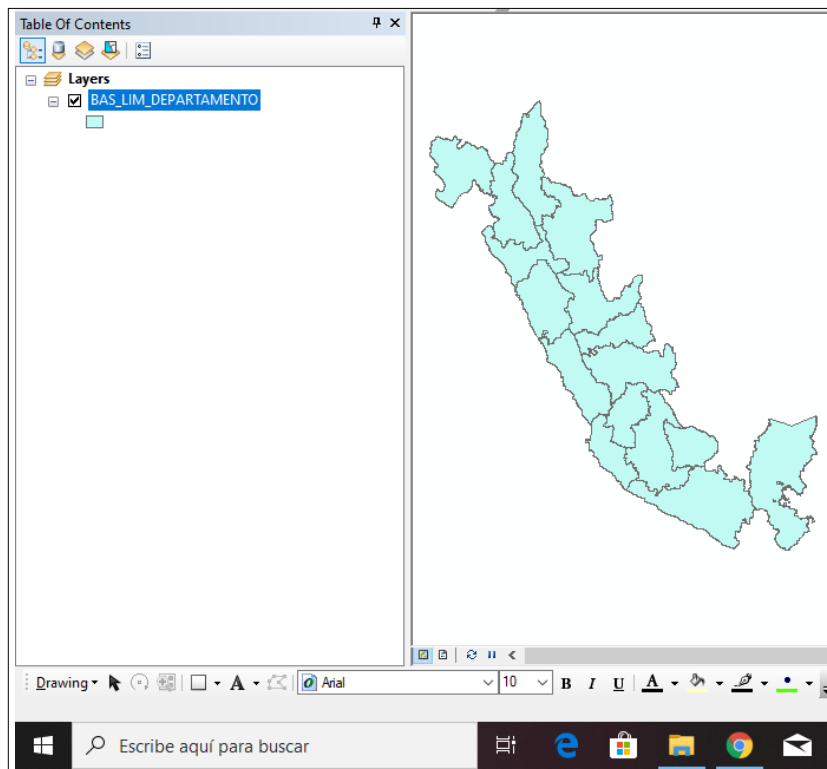 Table Of Contents
Layers
BAS_LIM_DEPARTAMENTO
Drawing
A
Arial
10
B I U A
Escribe aquí para buscar